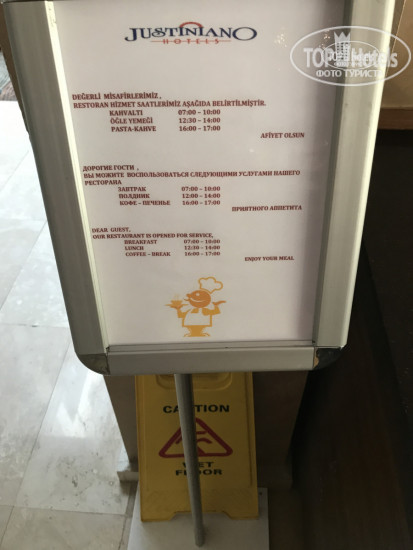 JUSTINIANO
HOTELS
TOPHotels
ФОТО ТУРИСТА
DEĞERLİ MİSAFİRLERİMİZ ,
RESTORAN HİZMET SAATLERİMİZ AŞAĞIDA BELİRTİLMİŞTİR.
KAHVALTI 07:00 – 10:00
ÖĞLE YEMEĞİ 12:30 – 14:00
PASTA-KAHVE 16:00 - 17:00
AFİYET OLSUN
ДОРОГИЕ ГОСТИ ,
ВЫ МОЖИТЕ ВОСПОЛЬЗОВАТЬСЯ СЛЕДУЮЩИМИ УСЛУГАМИ НАШЕГО
РЕСТОРАНА
ЗАВТРАК 07:00 – 10:00
ПОЛДНИК 12:00 – 14:00
КОФЕ – ПЕЧЕНЬЕ 16:00 – 17:00
ПРИЯТНОГО АППЕТИТА
DEAR GUEST,
OUR RESTAURANT IS OPENED FOR SERVICE,
BREAKFAST 07:00 – 10:00
LUNCH 12:30 – 14:00
COFFEE – BREAK 16:00 – 17:00
ENJOY YOUR MEAL
CAUTION
WET
FLOOR